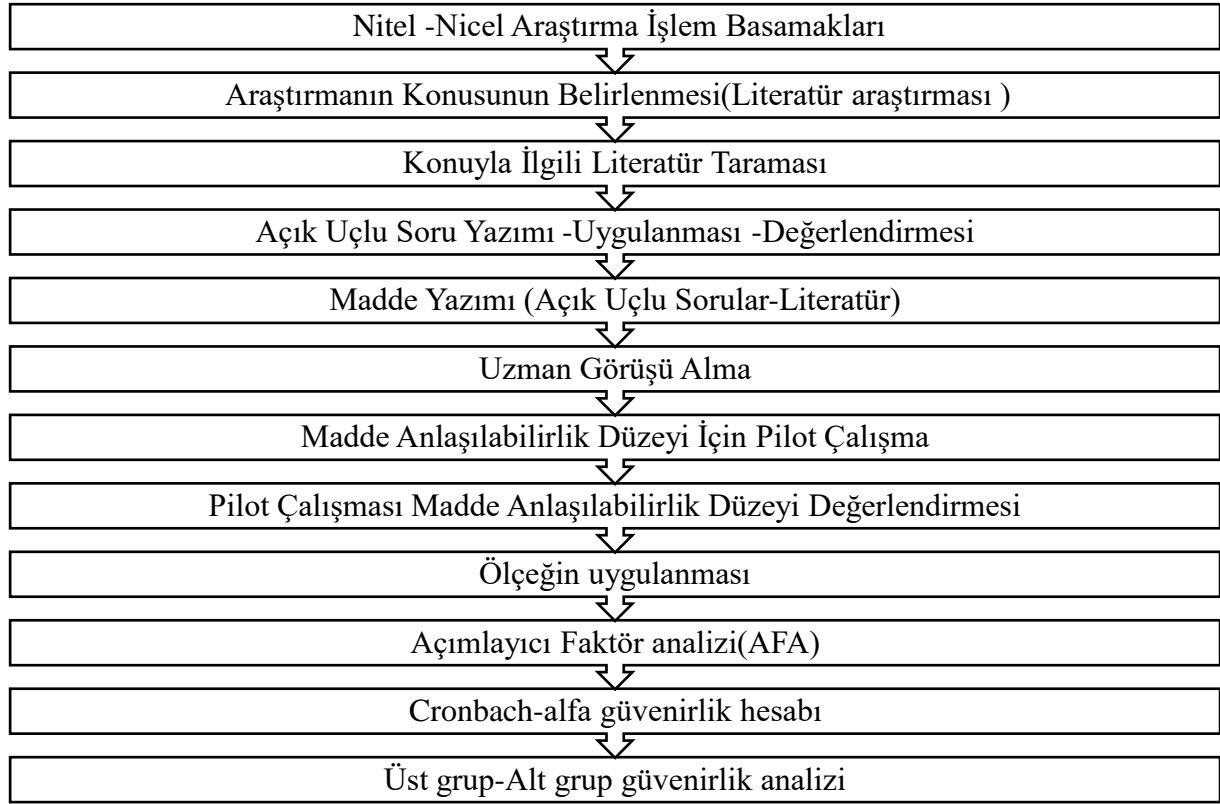 Nitel -Nicel Araştırma İşlem Basamakları
Araştırmanın Konusunun Belirlenmesi(Literatür araştırması )
Konuyla İlgili Literatür Taraması
Açık Uçlu Soru Yazımı -Uygulanması -Değerlendirmesi
Madde Yazımı (Açık Uçlu Sorular-Literatür)
Uzman Görüşü Alma
Madde Anlaşılabilirlik Düzeyi İçin Pilot Çalışma
Pilot Çalışması Madde Anlaşılabilirlik Düzeyi Değerlendirmesi
Ölçeğin uygulanması
Açımlayıcı Faktör analizi(AFA)
Cronbach-alfa güvenirlik hesabı
Üst grup-Alt grup güvenirlik analizi